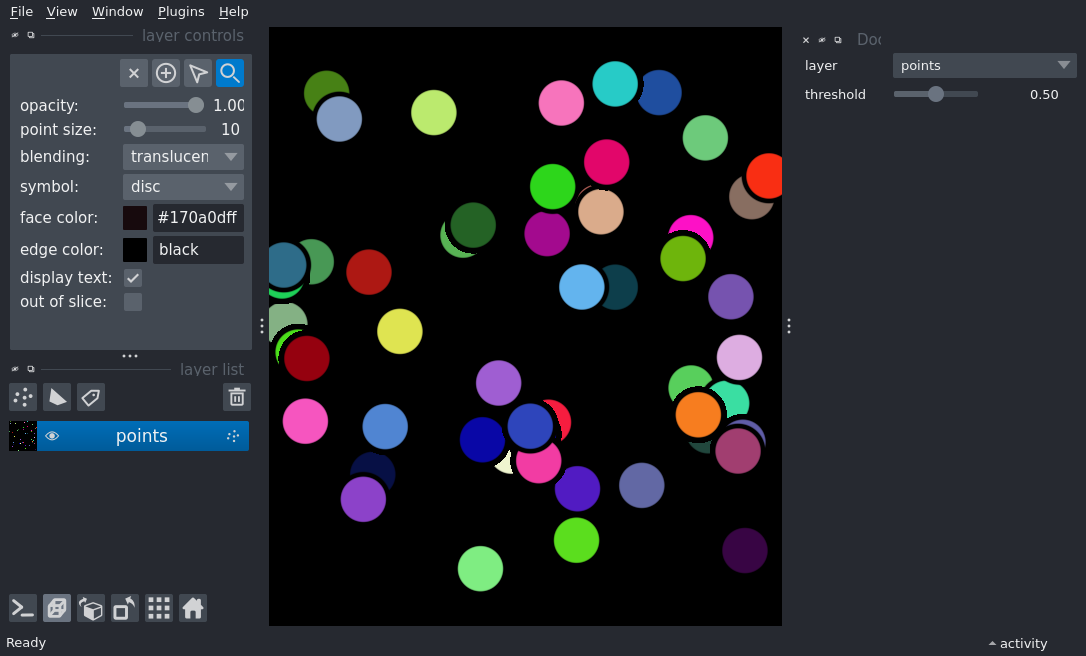 File View Window Plugins Help
layer controls
opacity: 1.00
point size: 10
blending: translucen
symbol: disc
face color: #170a0dff
edge color: black
display text:
out of slice:
layer list
points
Ready
Doc
layer points
threshold 0.50
activity